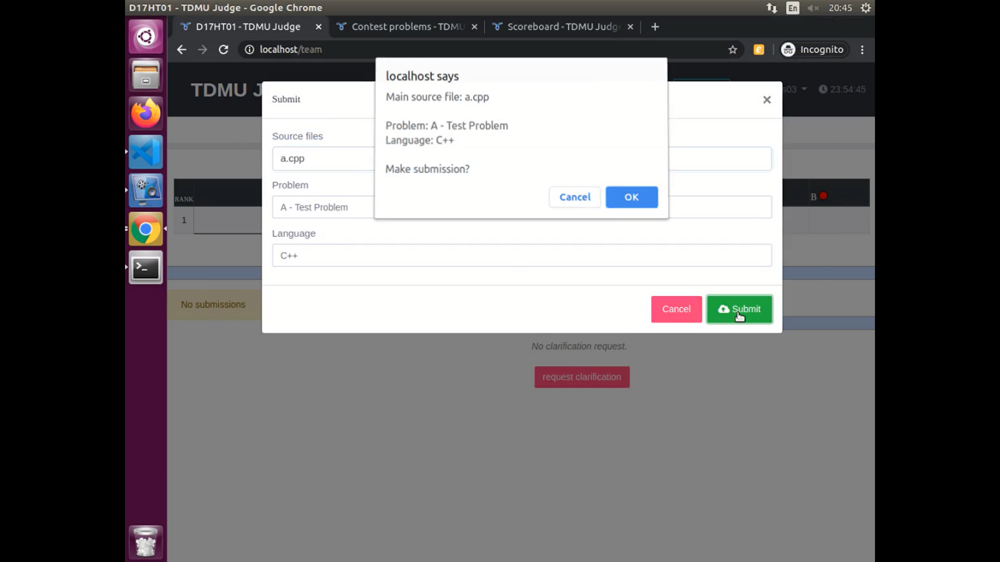 D17HT01 - TDMU Judge - Google Chrome
En
20:45
D17HT01 - TDMU Judge
Contest problems - TDMU
Scoreboard - TDMU Judge
localhost/team
Incognito
TDMU J
s03
23:54:45
localhost says
Main source file: a.cpp
Problem: A - Test Problem
Language: C++
Make submission?
Cancel
OK
Submit
Source files
a.cpp
Problem
A - Test Problem
Language
C++
Cancel
Submit
RANK
B
1
No submissions
No clarification request.
request clarification